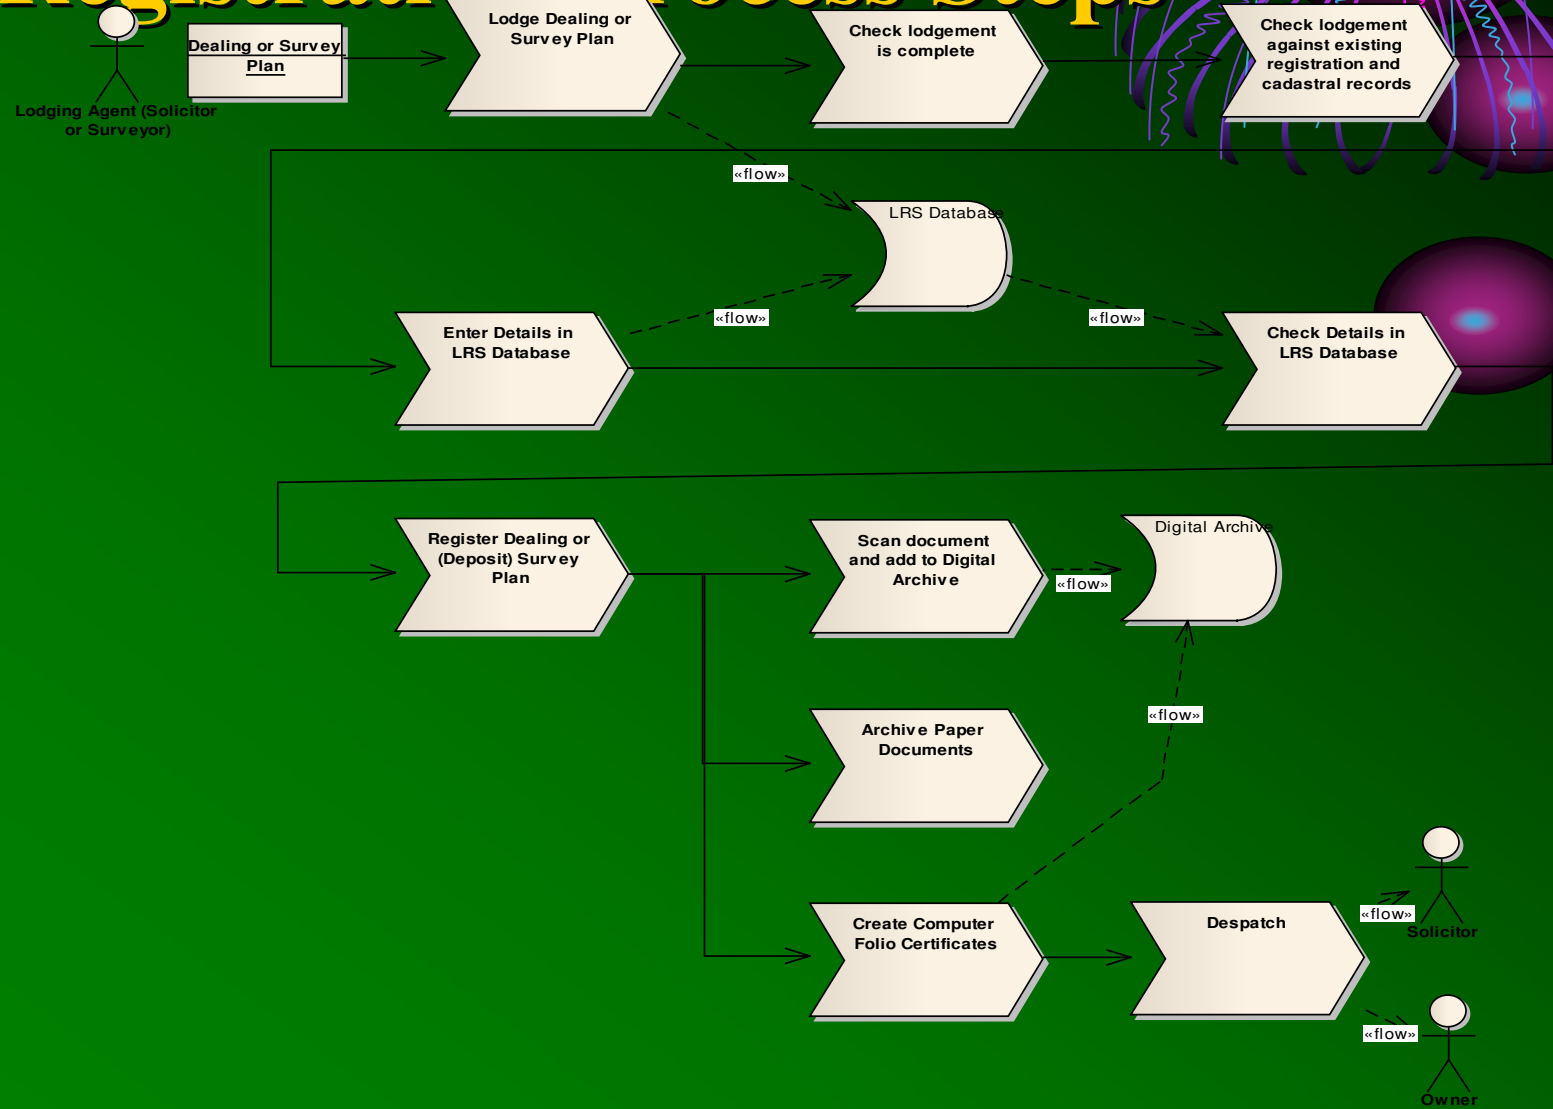 Registration Process Steps
Dealing or Survey
Plan
Lodging Agent (Solicitor
or Surveyor)
Lodge Dealing or
Survey Plan
Check lodgement
is complete
Check lodgement
against existing
registration and
cadastral records
«flow»
LRS Database
«flow»
«flow»
Enter Details in
LRS Database
Check Details in
LRS Database
Register Dealing or
(Deposit) Survey
Plan
Scan document
and add to Digital
Archive
«flow»
Digital Archive
Archive Paper
Documents
«flow»
Create Computer
Folio Certificates
Despatch
«flow»
Solicitor
«flow»
Owner